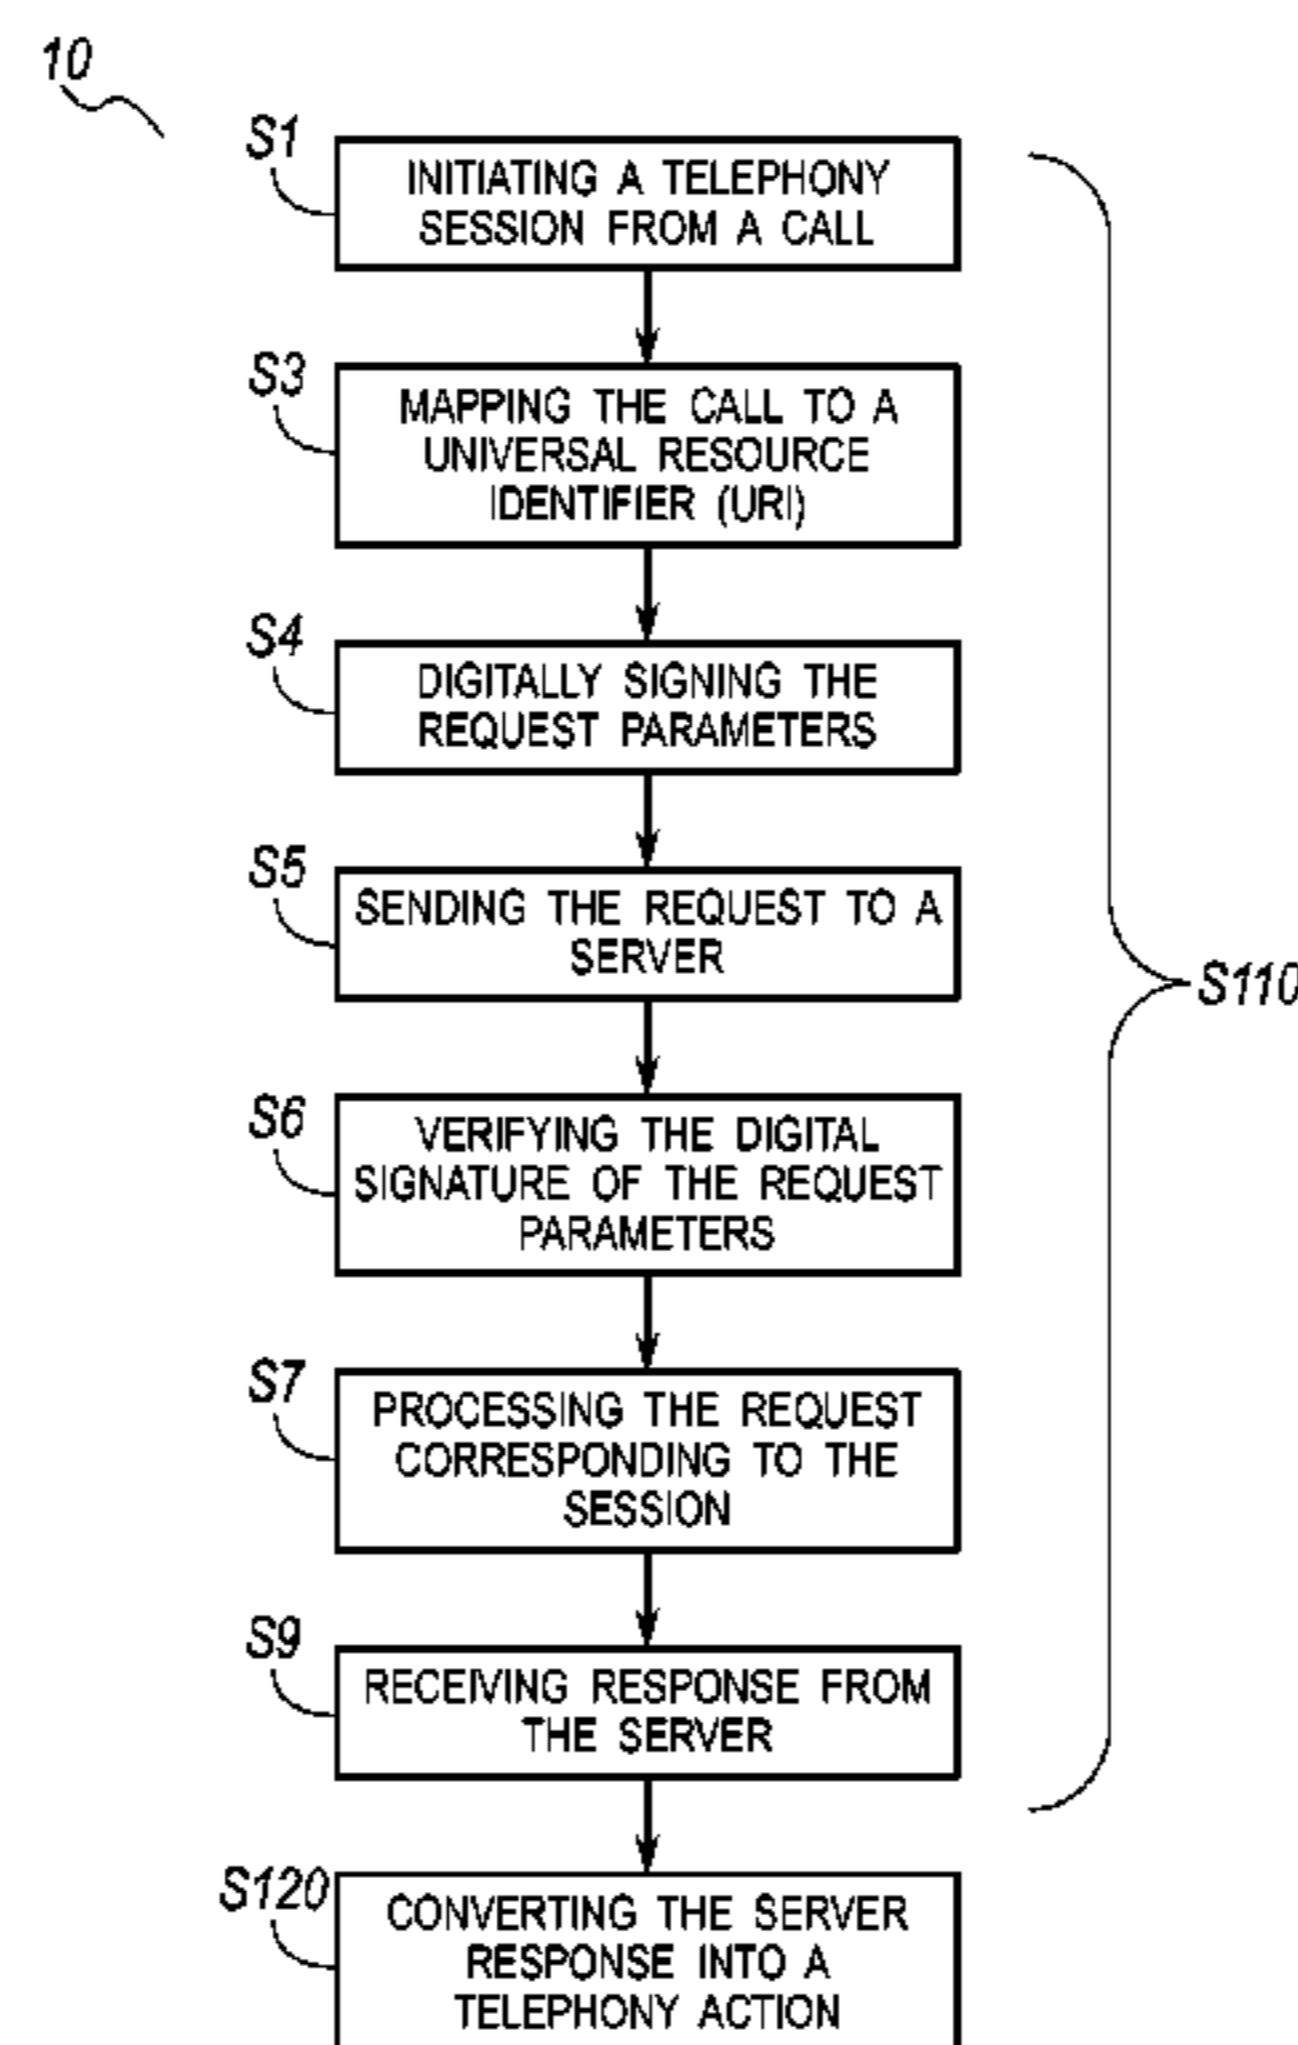 10
S1
INITIATING A TELEPHONY
SESSION FROM A CALL
S3
MAPPING THE CALL TO A
UNIVERSAL RESOURCE
IDENTIFIER (URI)
S4
DIGITALLY SIGNING THE
REQUEST PARAMETERS
S5
SENDING THE REQUEST TO A
SERVER
S110
S6
VERIFYING THE DIGITAL
SIGNATURE OF THE REQUEST
PARAMETERS
S7
PROCESSING THE REQUEST
CORRESPONDING TO THE
SESSION
S9
RECEIVING RESPONSE FROM
THE SERVER
S120
CONVERTING THE SERVER
RESPONSE INTO A
TELEPHONY ACTION